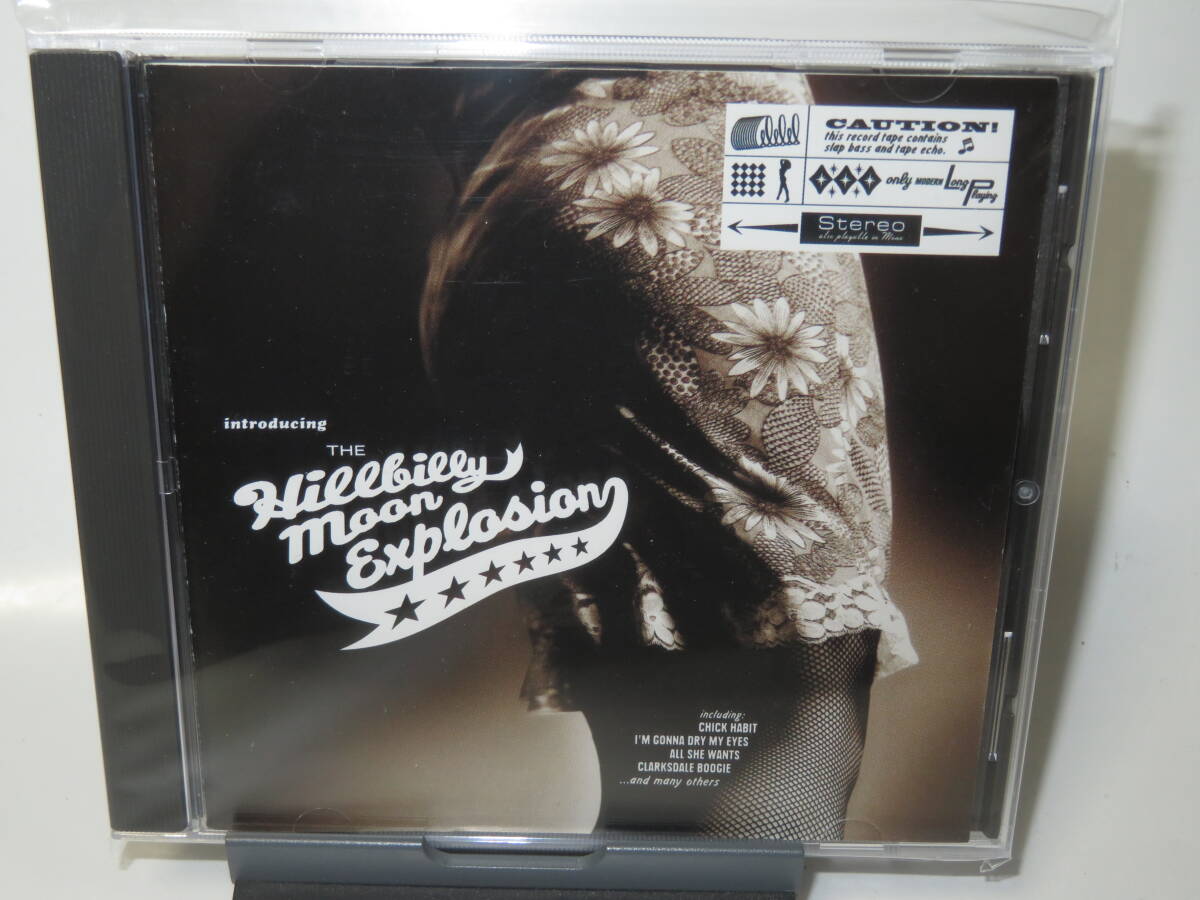 CAUTION!
this record tape contains
slap bass and tape echo.
only MODERN Long Playing
Stereo
also playable in Mono
introducing
THE
Hillbilly
Moon
Explosion
including:
CHICK HABIT
I'M GONNA DRY MY EYES
ALL SHE WANTS
CLARKSDALE BOOGIE
...and many others